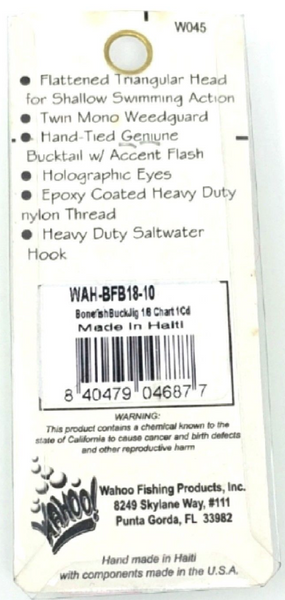 W045
● Flattened Triangular Head
for Shallow Swimming Action
● Twin Mono Weedguard
● Hand-Tied Geniune
Bucktail w/ Accent Flash
● Holographic Eyes
● Epoxy Coated Heavy Duty
nylon Thread
● Heavy Duty Saltwater
Hook
WAH-BFB18-10
BonefishBuckJig 1/8 Chart 1Cd
Made In Haiti
8 40479 04687 7
WARNING:
This product contains a chemical known to the
state of California to cause cancer and birth defects
and other reproductive harm
WAHOO!
Wahoo Fishing Products, Inc.
8249 Skylane Way, #111
Punta Gorda, FL 33982
Hand made in Haiti
with components made in the U.S.A.